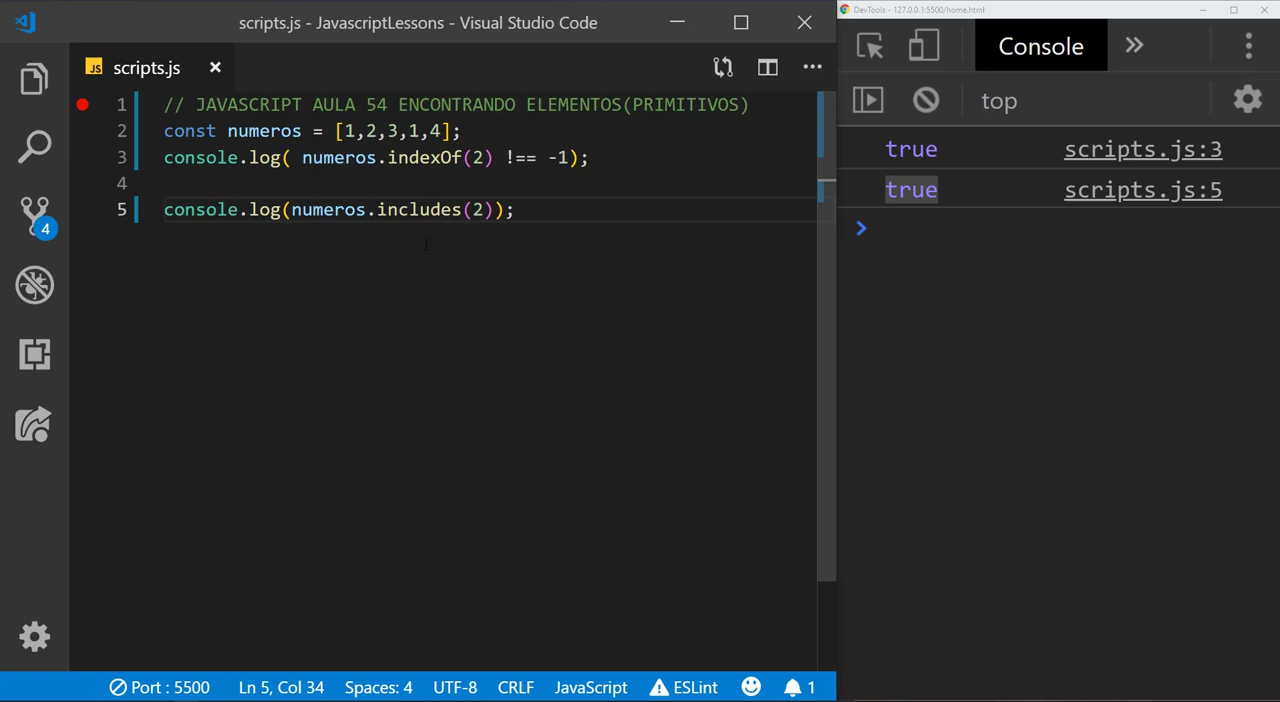 scripts.js - JavascriptLessons - Visual Studio Code
JS scripts.js
1 // JAVASCRIPT AULA 54 ENCONTRANDO ELEMENTOS(PRIMITIVOS)
2 const numeros = [1,2,3,1,4];
3 console.log( numeros.indexOf(2) !== -1);
4
5 console.log(numeros.includes(2));
4
Port : 5500 Ln 5, Col 34 Spaces: 4 UTF-8 CRLF JavaScript ESLint 1
DevTools - 127.0.0.1:5500/home.html
Console
top
true scripts.js:3
true scripts.js:5